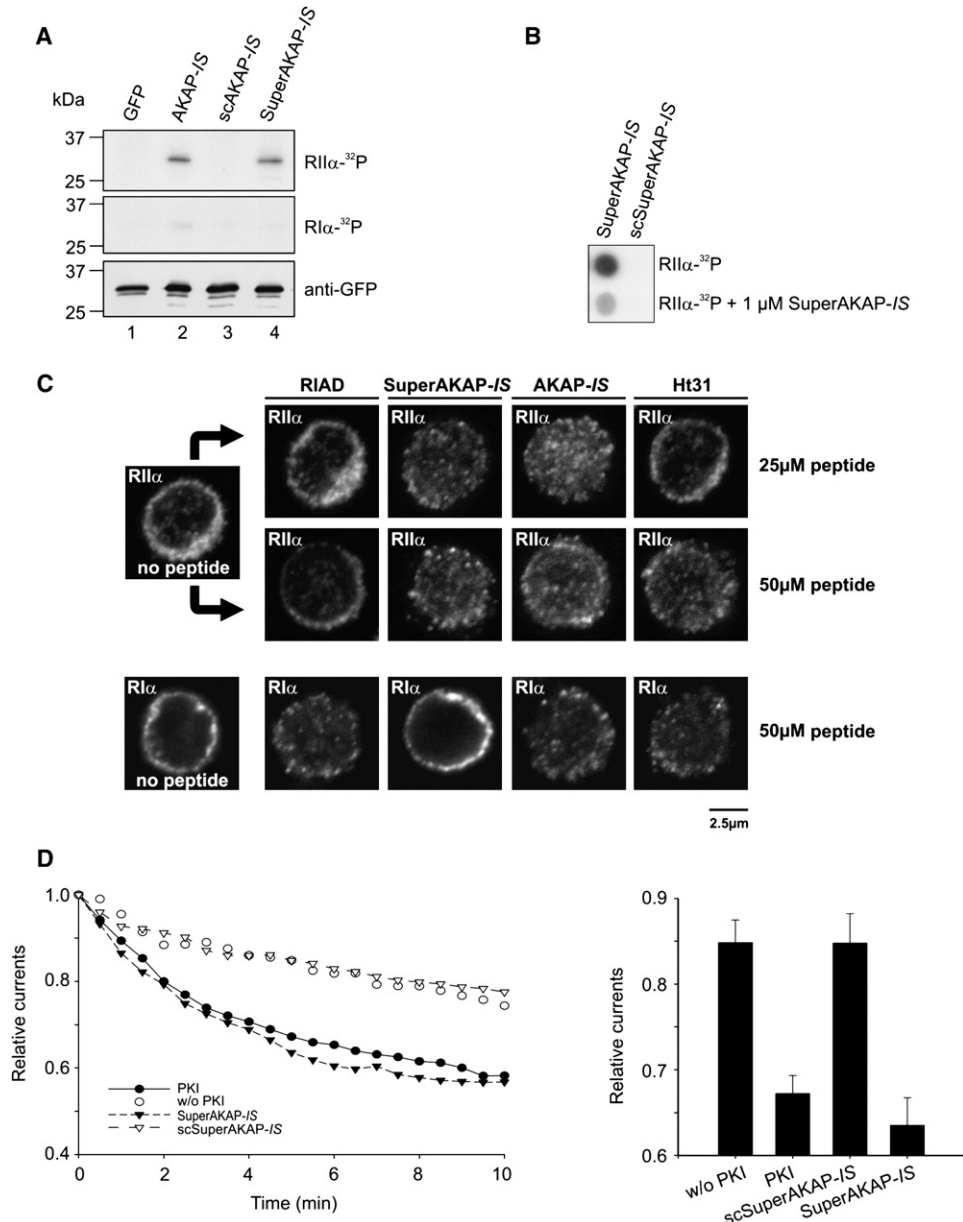 A
kDa
GFP
AKAP-IS
scAKAP-IS
SuperAKAP-IS
37
25
RIIα-³²P
37
25
RIα-³²P
37
25
anti-GFP
1 2 3 4
B
SuperAKAP-IS
scSuperAKAP-IS
RIIα-³²P
RIIα-³²P + 1 µM SuperAKAP-IS
C
RIAD SuperAKAP-IS AKAP-IS Ht31
RIIα
no peptide
RIIα RIIα RIIα RIIα
25µM peptide
RIIα RIIα RIIα RIIα
50µM peptide
RIα
no peptide
RIα RIα RIα RIα
50µM peptide
2.5µm
D
Relative currents
1.0
0.8
0.6
0.4
PKI
w/o PKI
SuperAKAP-IS
scSuperAKAP-IS
0 2 4 6 8 10
Time (min)
Relative currents
0.9
0.8
0.7
0.6
w/o PKI
PKI
scSuperAKAP-IS
SuperAKAP-IS